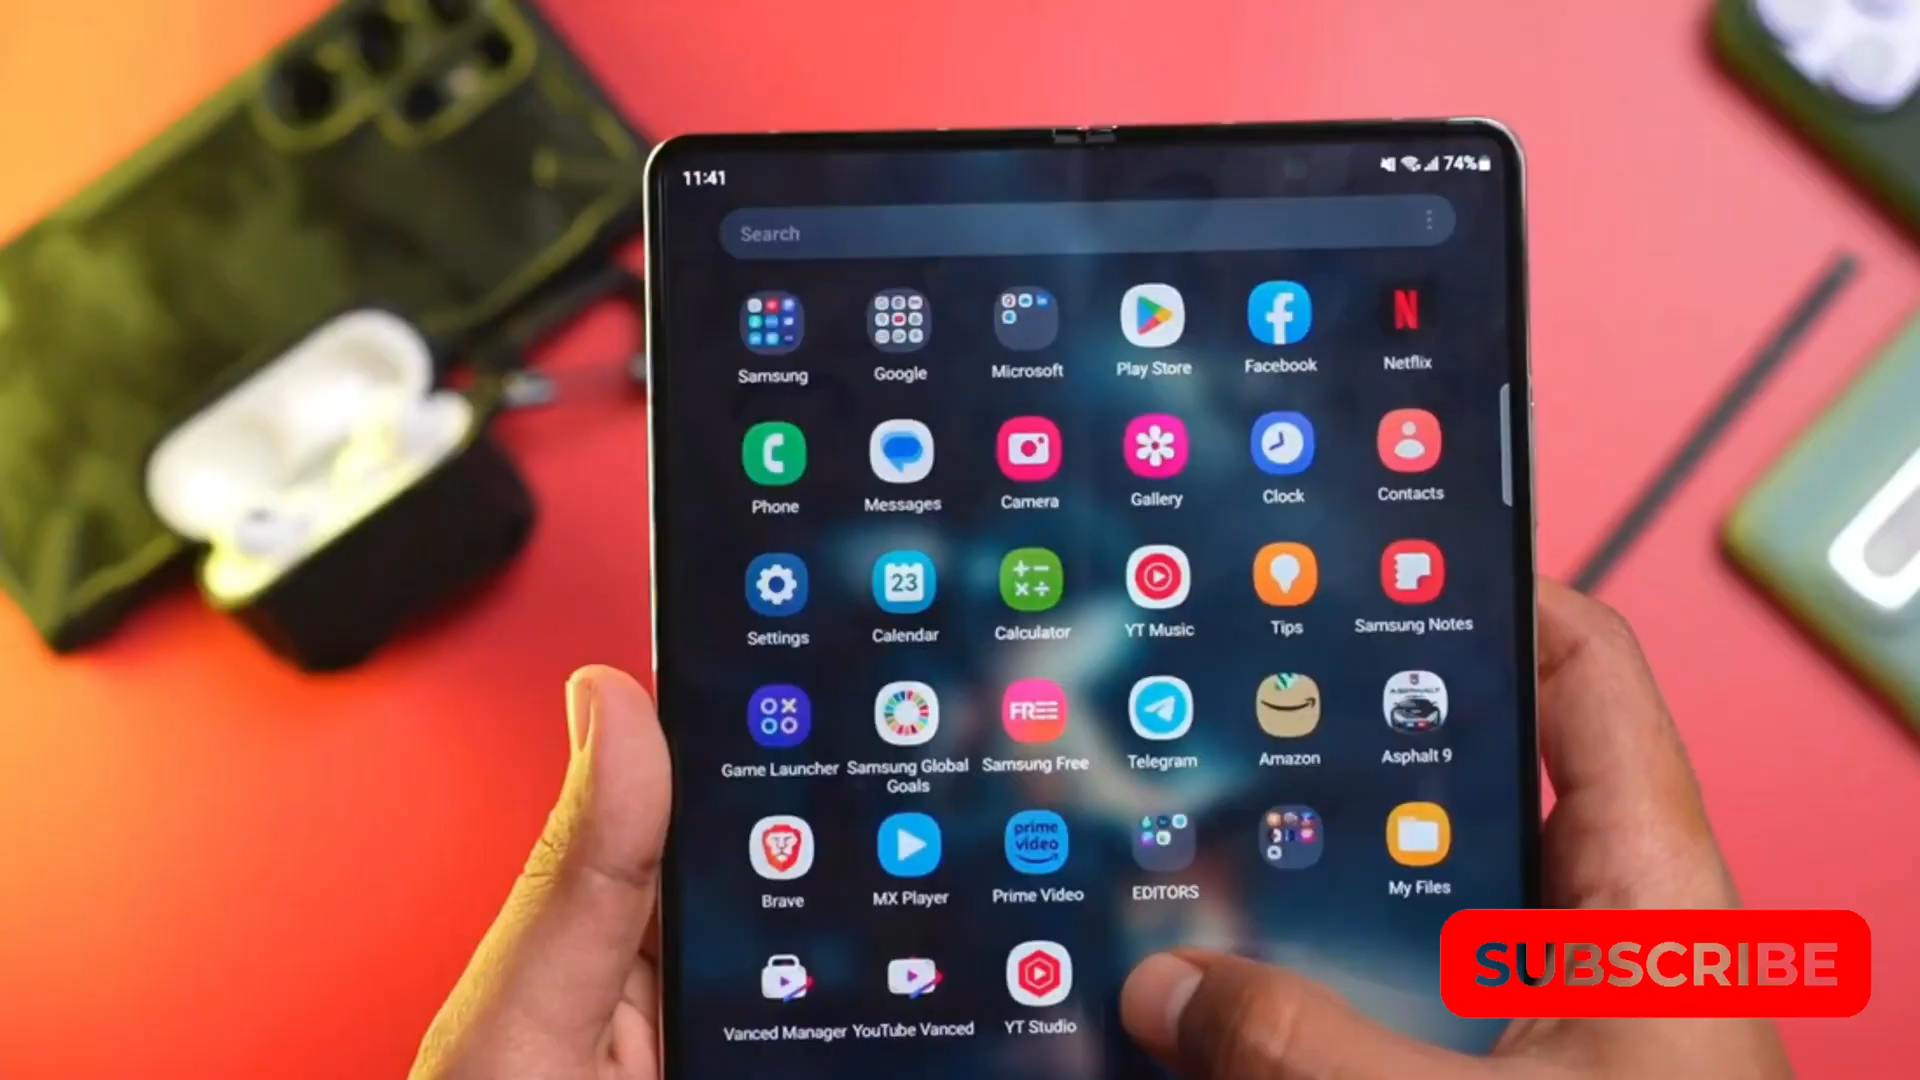 11:41
74%
Search
Samsung Google Microsoft Play Store Facebook Netflix
Phone Messages Camera Gallery Clock Contacts
23
Settings Calendar Calculator YT Music Tips Samsung Notes
FREE
ASPHALT
Game Launcher Samsung Global Goals Samsung Free Telegram Amazon Asphalt 9
prime video
Brave MX Player Prime Video EDITORS My Files
Vanced Manager YouTube Vanced YT Studio
SUBSCRIBE